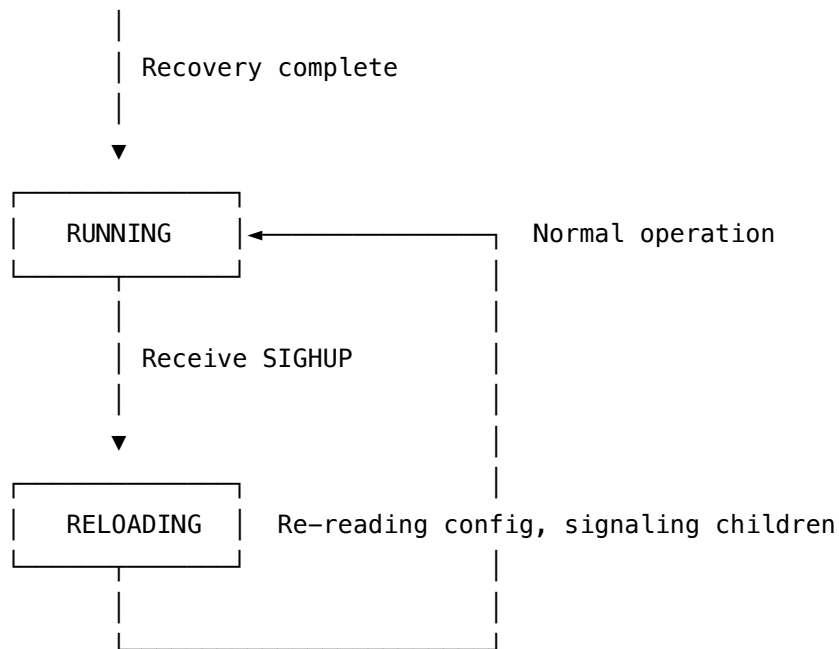 Recovery complete
RUNNING Normal operation
Receive SIGHUP
RELOADING Re-reading config, signaling children